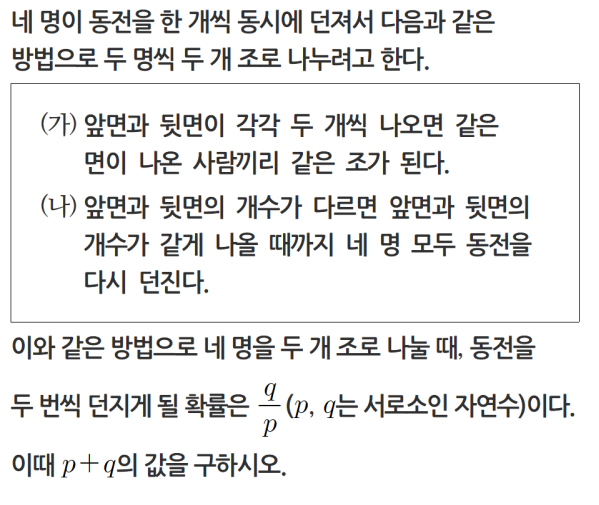 네 명이 동전을 한 개씩 동시에 던져서 다음과 같은
방법으로 두 명씩 두 개 조로 나누려고 한다.
(가) 앞면과 뒷면이 각각 두 개씩 나오면 같은
면이 나온 사람끼리 같은 조가 된다.
(나) 앞면과 뒷면의 개수가 다르면 앞면과 뒷면의
개수가 같게 나올 때까지 네 명 모두 동전을
다시 던진다.
이와 같은 방법으로 네 명을 두 개 조로 나눌 때, 동전을
두 번씩 던지게 될 확률은 q/p (p, q는 서로소인 자연수)이다.
이때 p+q의 값을 구하시오.